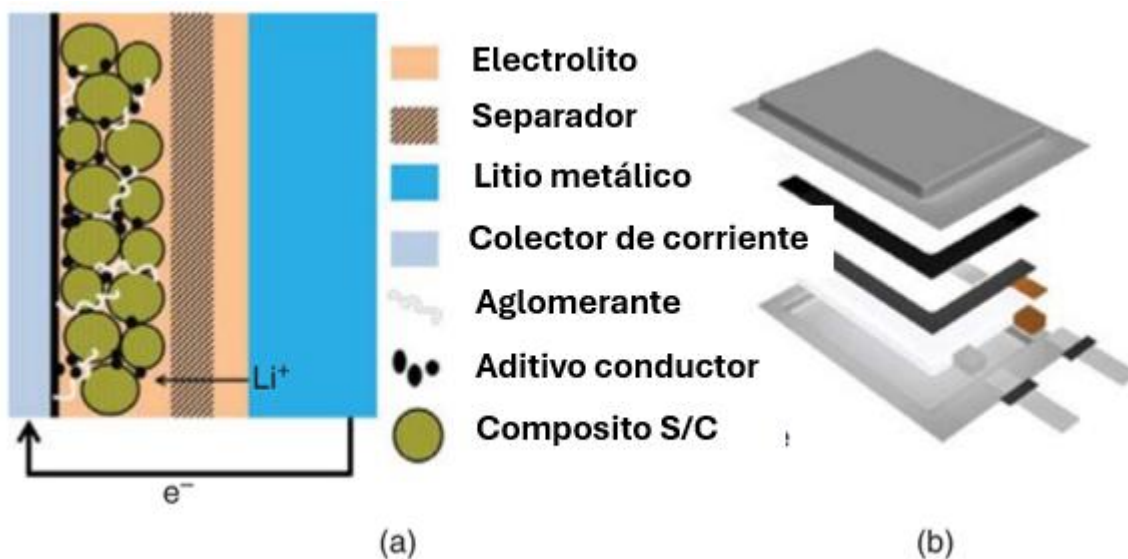 Electrolito
Separador
Litio metálico
Colector de corriente
Aglomerante
Aditivo conductor
Composito S/C
Li⁺
e⁻
(a)
(b)